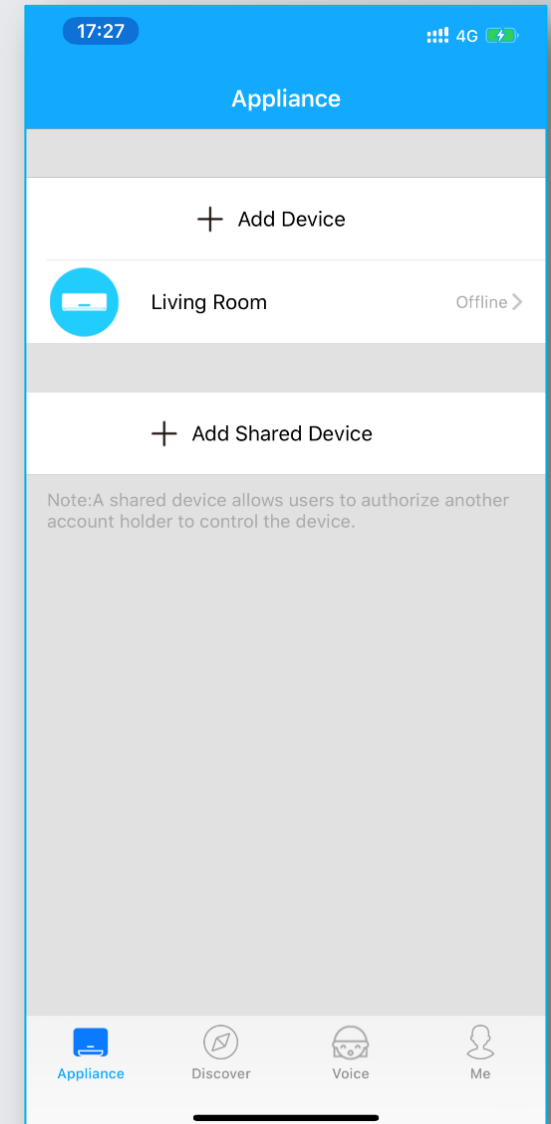 17:27
4G
Appliance
Add Device
Living Room
Offline
Add Shared Device
Note:A shared device allows users to authorize another
account holder to control the device.
Appliance
Discover
Voice
Me